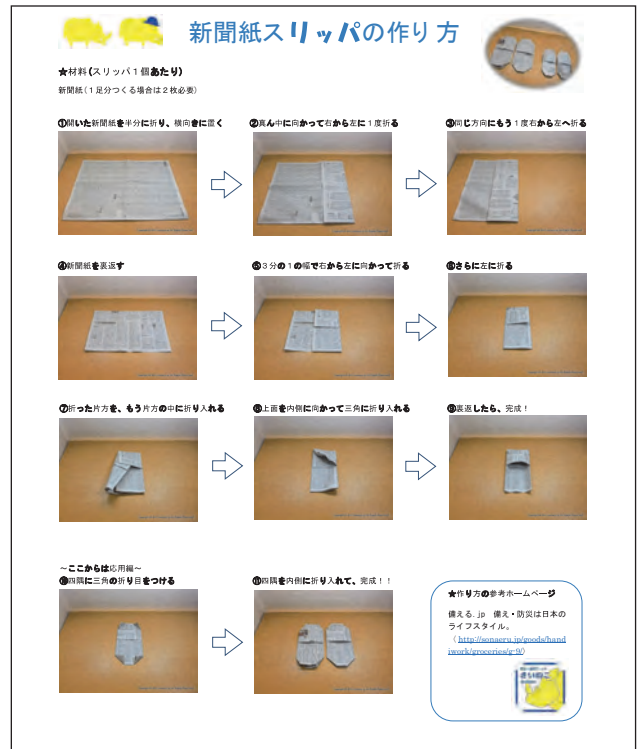 新聞紙スリッパの作り方
★材料(スリッパ1個あたり)
新聞紙(1足分つくる場合は2枚必要)
①開いた新聞紙を半分に折り、横向きに置く
②真ん中に向かって右から左に1度折る
③同じ方向にもう1度右から左へ折る
④新聞紙を裏返す
⑤3分の1の幅で右から左に向かって折る
⑥さらに左に折る
⑦折った片方を、もう片方の中に折り入れる
⑧上面を内側に向かって三角に折り入れる
⑨裏返したら、完成!
~ここからは応用編~
⑩四隅に三角の折り目をつける
⑪四隅を内側に折り入れて、完成!!
★作り方の参考ホームページ
備える.jp 備え・防災は日本の
ライフスタイル。
(http://sonaeru.jp/goods/hand
iwork/groceries/g-9/)